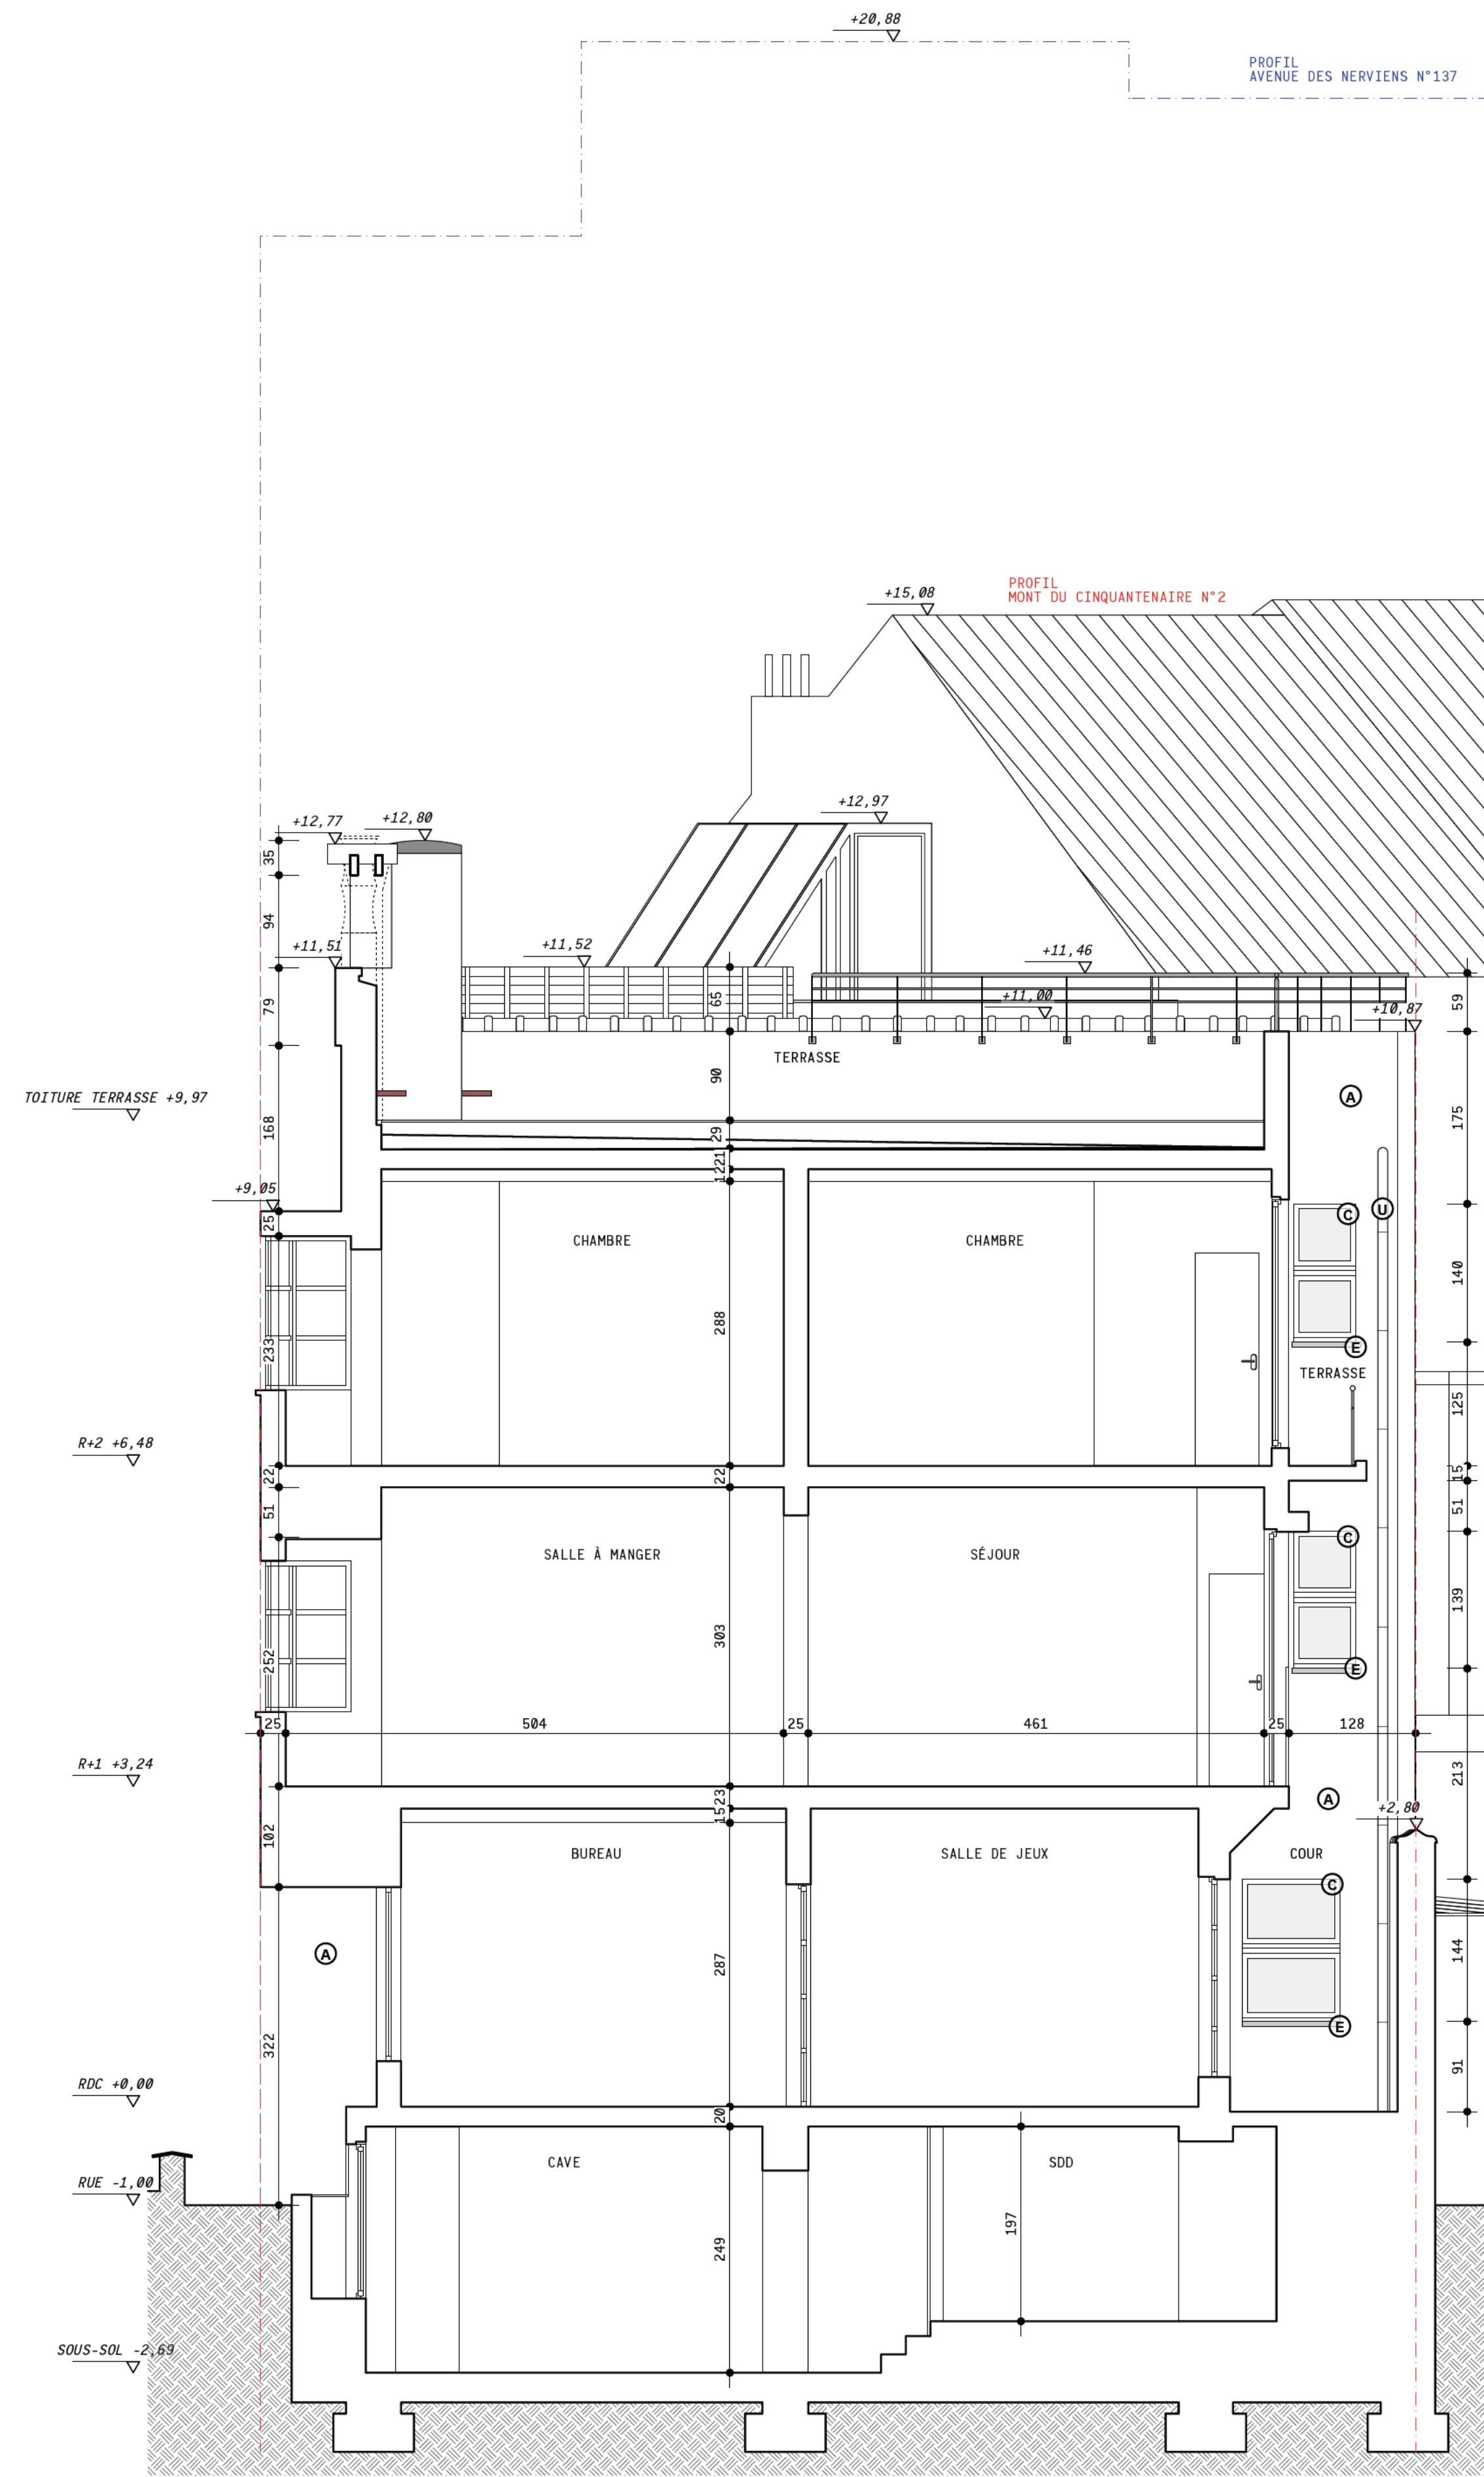 +20,88
PROFIL
AVENUE DES NERVIENS N°137
PROFIL
MONT DU CINQUANTENAIRE N°2
+15,08
+12,97
+12,77
+12,80
35
94
+11,51
+11,52
+11,46
+11,00
+10,87
79
65
59
TERRASSE
90
A
TOITURE TERRASSE +9,97
168
29
175
21
12
+9,05
25
C
U
CHAMBRE
CHAMBRE
140
288
233
E
TERRASSE
125
R+2 +6,48
22
22
15
51
51
C
SALLE À MANGER
SÉJOUR
139
303
252
E
25
504
25
461
25
128
R+1 +3,24
213
23
15
A
+2,80
102
BUREAU
SALLE DE JEUX
COUR
C
A
287
144
E
322
91
RDC +0,00
20
CAVE
SDD
RUE -1,00
197
249
SOUS-SOL -2,69